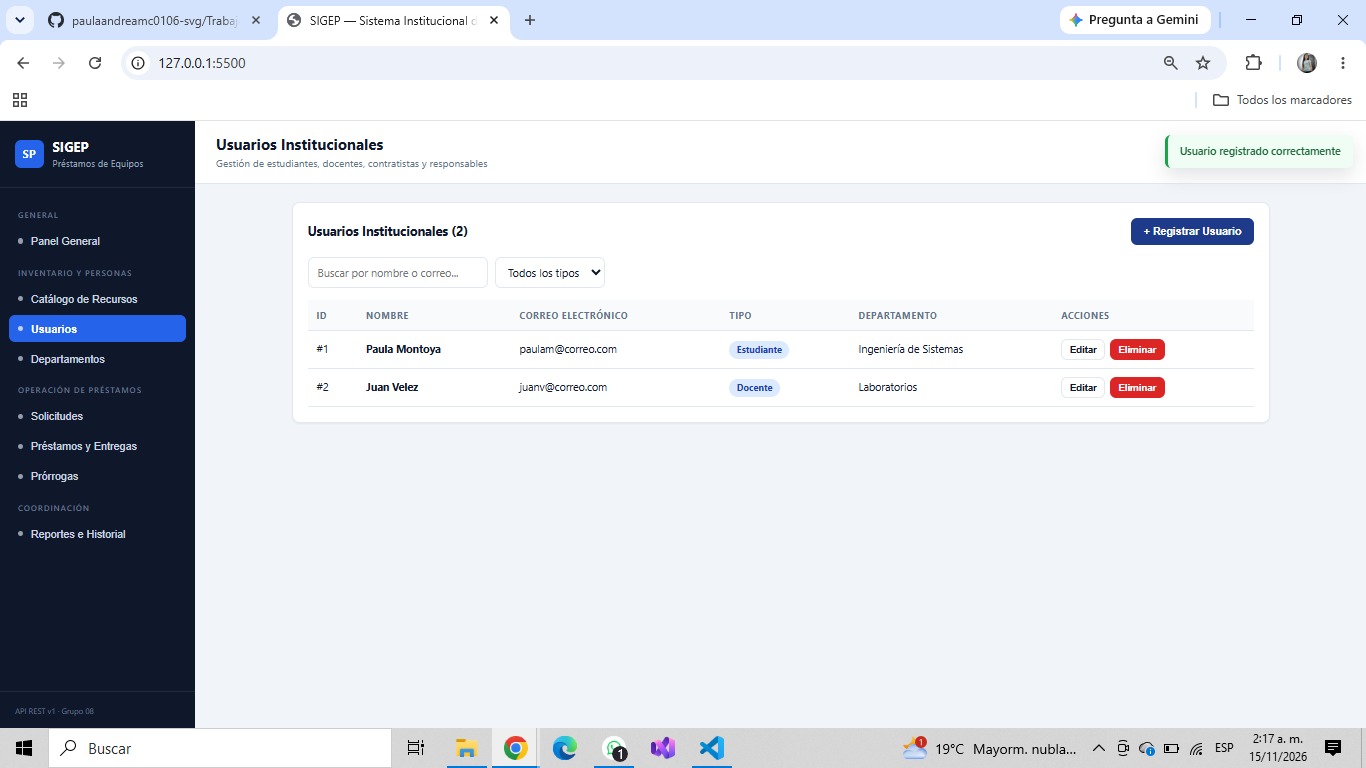 paulaandreamc0106-svg/Traba
SIGEP — Sistema Institucional d
Pregunta a Gemini
127.0.0.1:5500
Todos los marcadores
SP
SIGEP
Préstamos de Equipos
Usuarios Institucionales
Gestión de estudiantes, docentes, contratistas y responsables
Usuario registrado correctamente
GENERAL
Panel General
INVENTARIO Y PERSONAS
Catálogo de Recursos
Usuarios
Departamentos
OPERACIÓN DE PRÉSTAMOS
Solicitudes
Préstamos y Entregas
Prórrogas
COORDINACIÓN
Reportes e Historial
API REST v1 · Grupo 08
Usuarios Institucionales (2)
+ Registrar Usuario
Buscar por nombre o correo...
Todos los tipos
ID NOMBRE CORREO ELECTRÓNICO TIPO DEPARTAMENTO ACCIONES
#1 Paula Montoya paulam@correo.com Estudiante Ingeniería de Sistemas Editar Eliminar
#2 Juan Velez juanv@correo.com Docente Laboratorios Editar Eliminar
Buscar
1
1
19°C Mayorm. nubla...
ESP
2:17 a. m.
15/11/2026